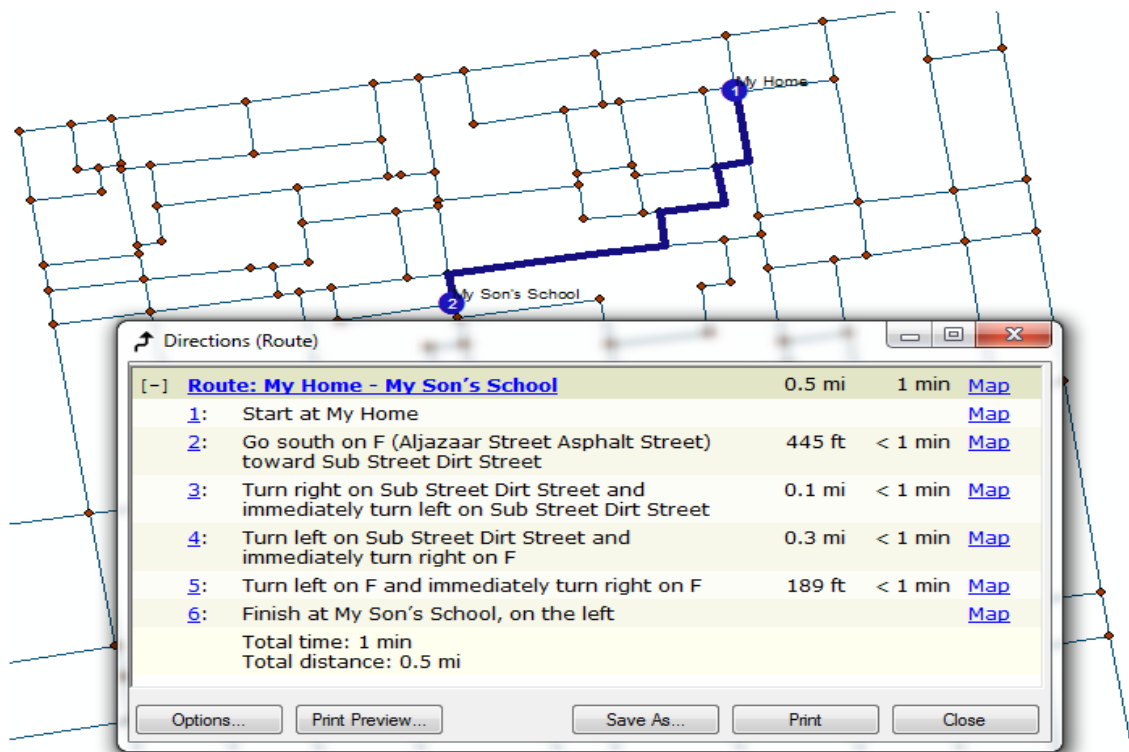 My Home
1
My Son's School
2
Directions (Route)
[-] Route: My Home - My Son's School 0.5 mi 1 min Map
1: Start at My Home Map
2: Go south on F (Aljazaar Street Asphalt Street) 445 ft < 1 min Map
toward Sub Street Dirt Street
3: Turn right on Sub Street Dirt Street and 0.1 mi < 1 min Map
immediately turn left on Sub Street Dirt Street
4: Turn left on Sub Street Dirt Street and 0.3 mi < 1 min Map
immediately turn right on F
5: Turn left on F and immediately turn right on F 189 ft < 1 min Map
6: Finish at My Son's School, on the left Map
Total time: 1 min
Total distance: 0.5 mi
Options... Print Preview... Save As... Print Close